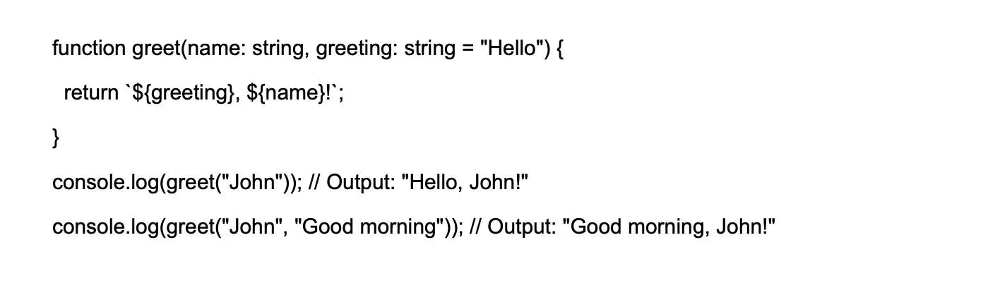 function greet(name: string, greeting: string = "Hello") {
  return `${greeting}, ${name}!`;
}
console.log(greet("John")); // Output: "Hello, John!"
console.log(greet("John", "Good morning")); // Output: "Good morning, John!"